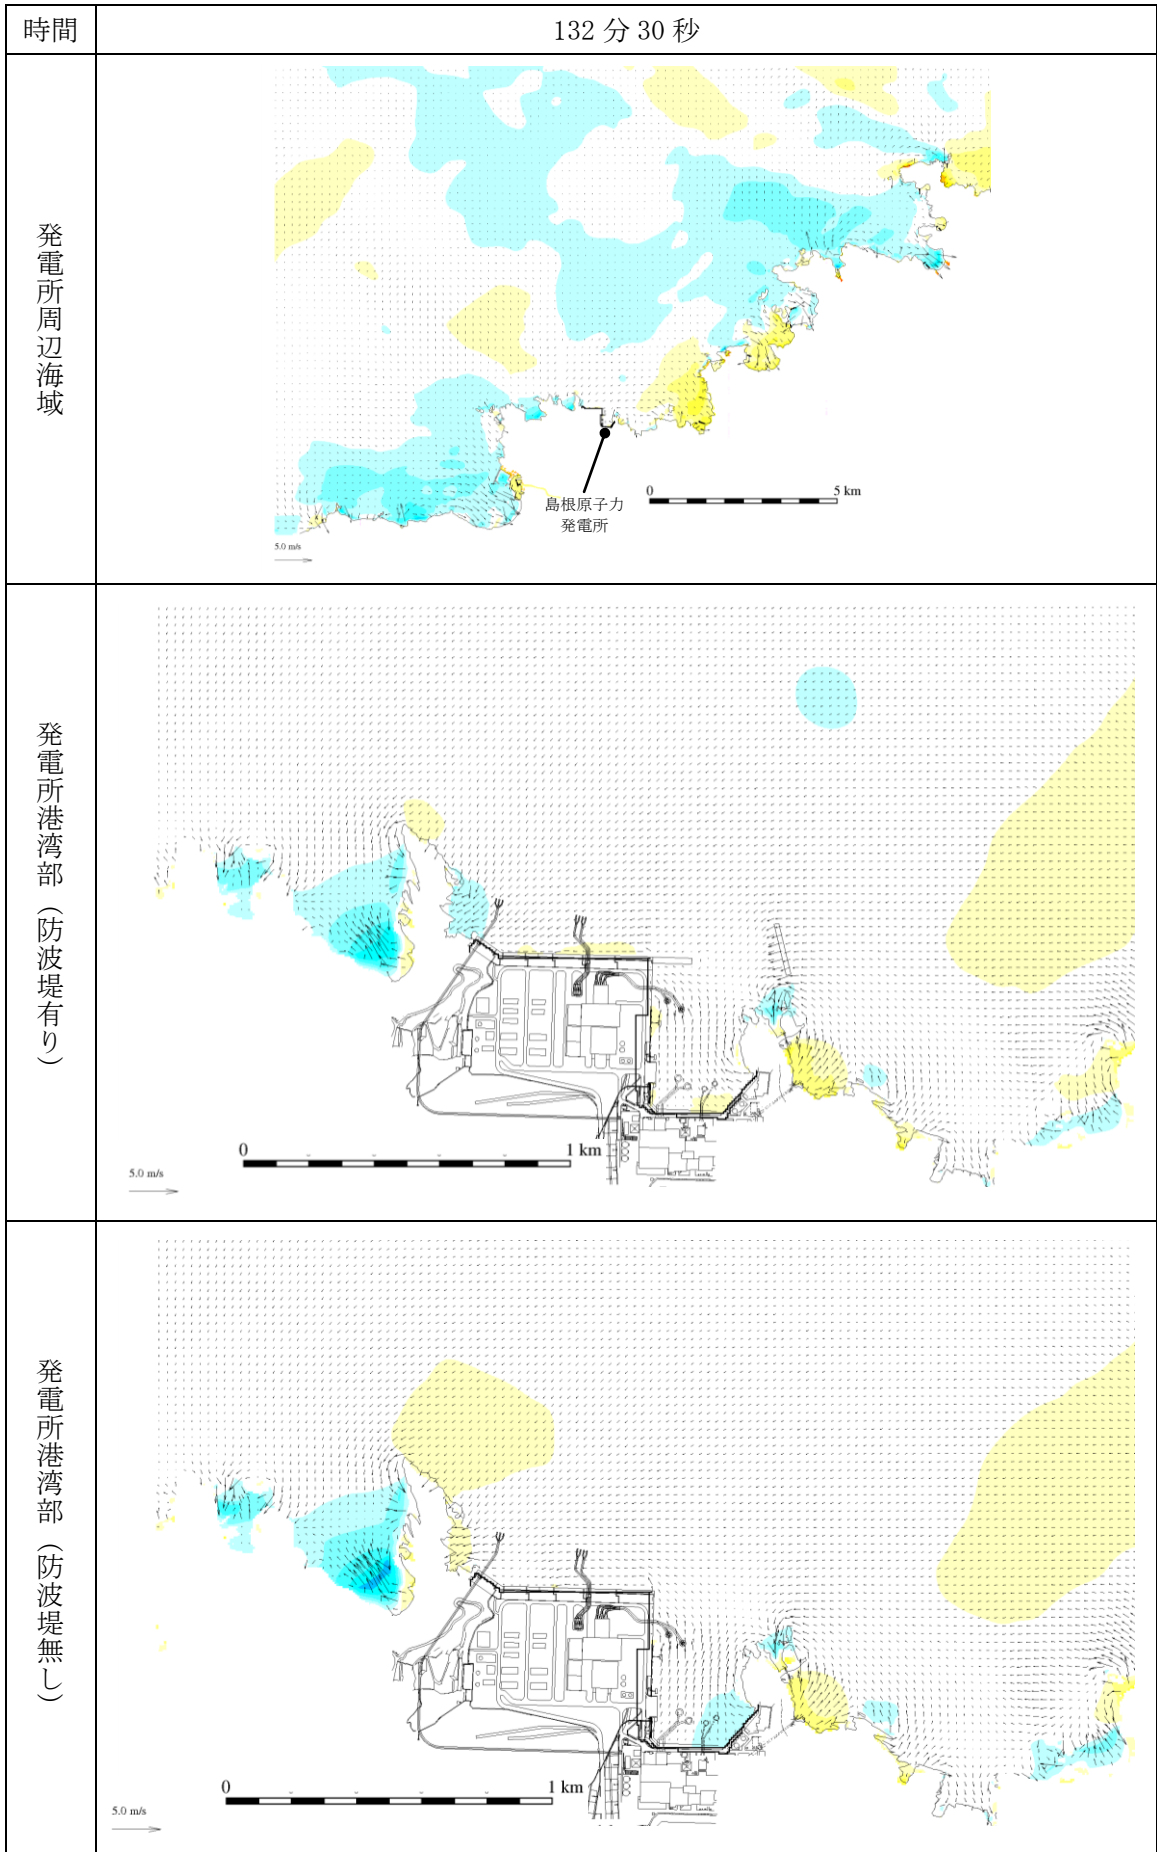 時間
132 分 30 秒
発電所周辺海域
島根原子力
発電所
0
5 km
5.0 m/s
発電所港湾部（防波堤有り）
0
1 km
5.0 m/s
発電所港湾部（防波堤無し）
0
1 km
5.0 m/s